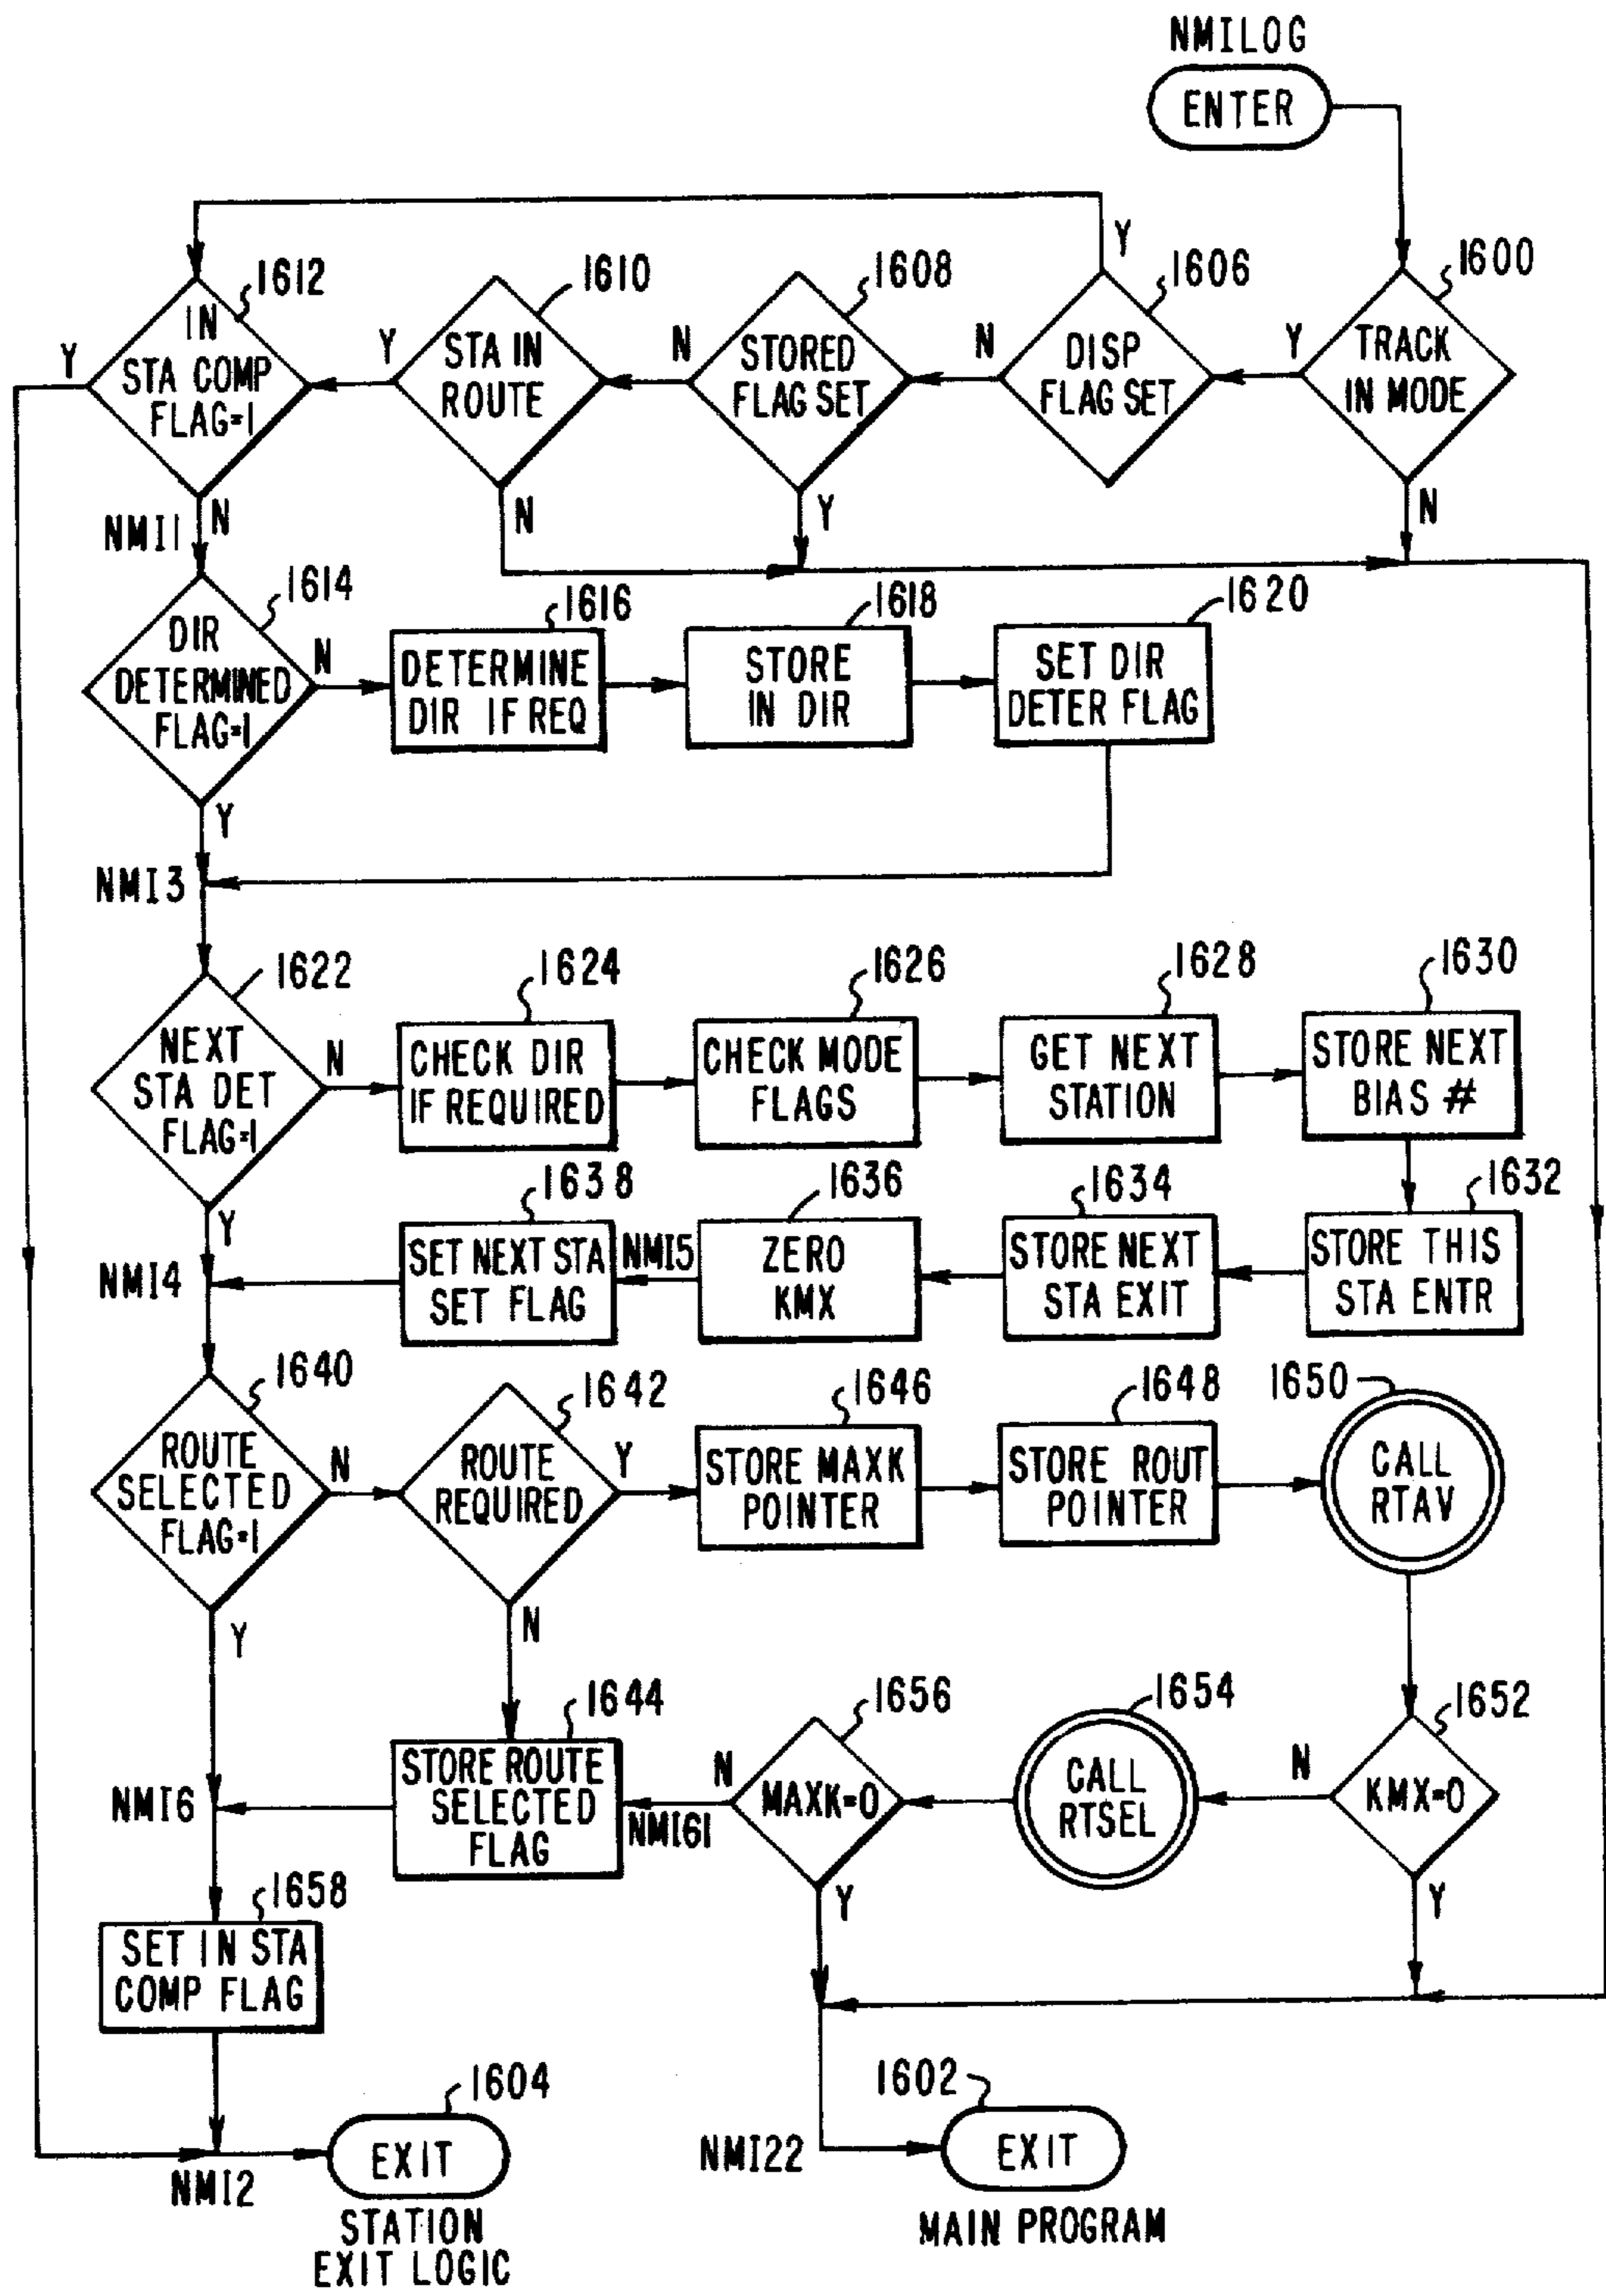 NMILOG
ENTER
1612
IN
STA COMP
FLAG=1
Y
N
1610
STA IN
ROUTE
Y
N
1608
STORED
FLAG SET
N
Y
1606
DISP
FLAG SET
N
Y
1600
TRACK
IN MODE
Y
N
NMI1
1614
DIR
DETERMINED
FLAG=1
N
Y
1616
DETERMINE
DIR IF REQ
1618
STORE
IN DIR
1620
SET DIR
DETER FLAG
NMI3
1622
NEXT
STA DET
FLAG=1
N
Y
1624
CHECK DIR
IF REQUIRED
1626
CHECK MODE
FLAGS
1628
GET NEXT
STATION
1630
STORE NEXT
BIAS #
1638
SET NEXT STA
SET FLAG
NMI5
1636
ZERO
KMX
1634
STORE NEXT
STA EXIT
1632
STORE THIS
STA ENTR
NMI4
1640
ROUTE
SELECTED
FLAG=1
N
Y
1642
ROUTE
REQUIRED
Y
N
1646
STORE MAXK
POINTER
1648
STORE ROUT
POINTER
1650
CALL
RTAV
1644
STORE ROUTE
SELECTED
FLAG
NMI61
1656
MAXK=0
N
Y
1654
CALL
RTSEL
1652
KMX=0
N
Y
NMI6
1658
SET IN STA
COMP FLAG
NMI2
1604
EXIT
STATION
EXIT LOGIC
NMI22
1602
EXIT
MAIN PROGRAM